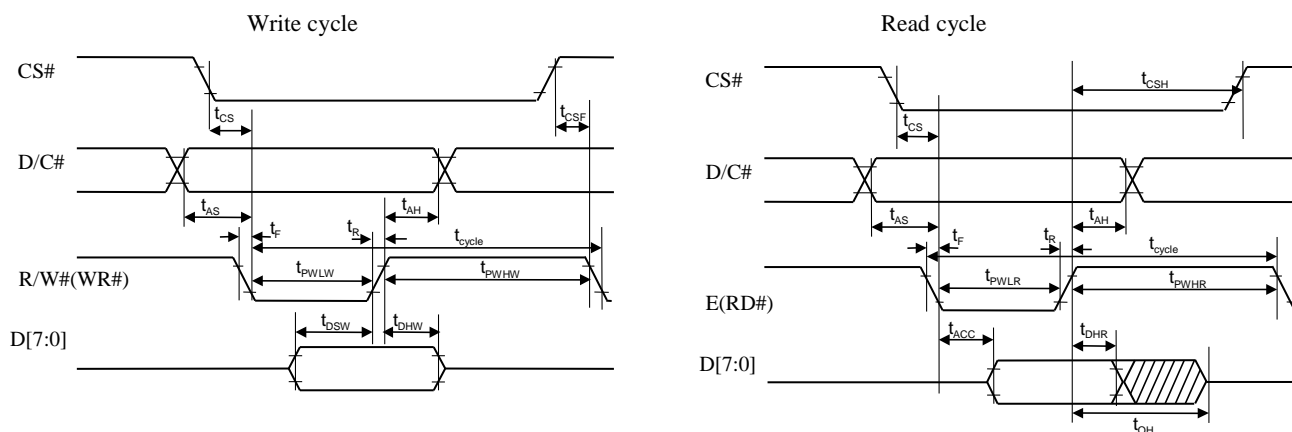 Write cycle
CS#
tCS
tCSF
D/C#
tAS
tAH
tF
tR
tcycle
R/W#(WR#)
tPWLW
tPWHW
tDSW
tDHW
D[7:0]
Read cycle
CS#
tCSH
tCS
D/C#
tAS
tAH
tF
tR
tcycle
E(RD#)
tPWLR
tPWHR
tACC
tDHR
D[7:0]
tOH